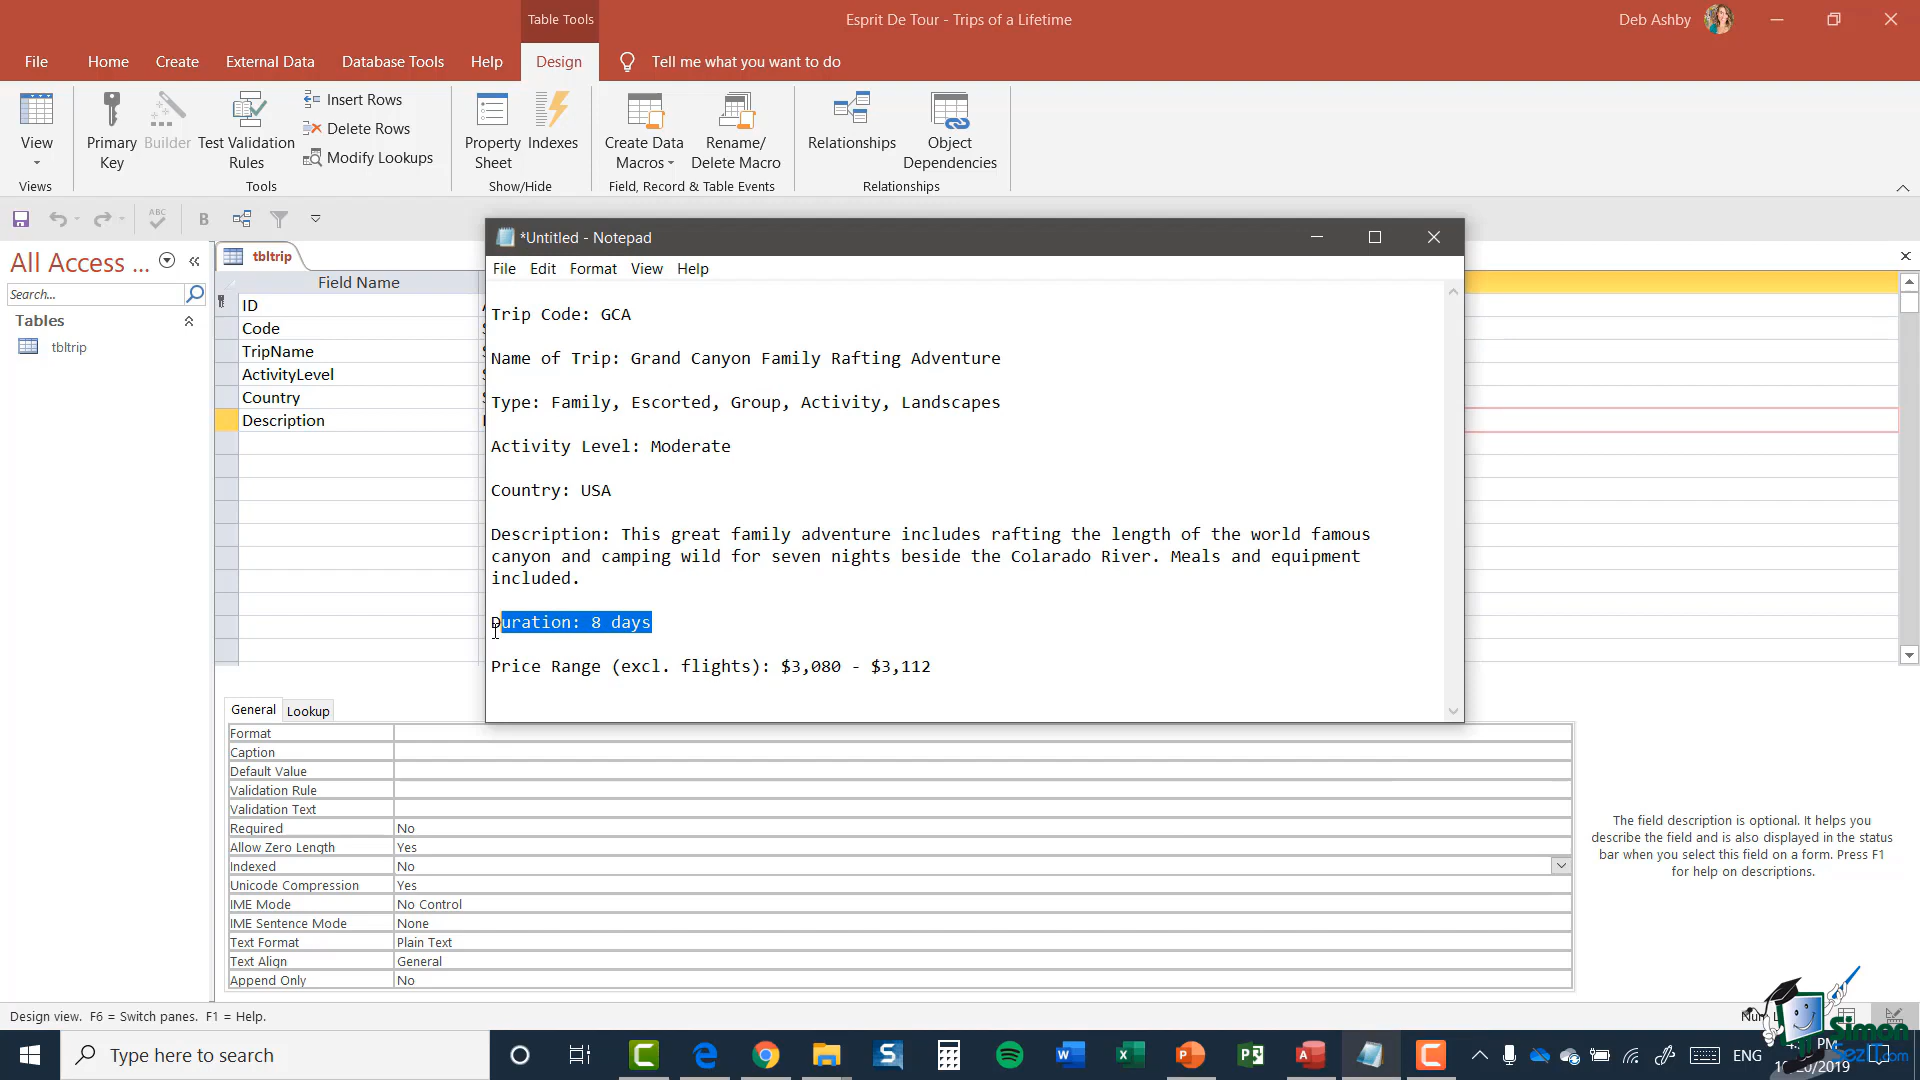 Table Tools
Esprit De Tour - Trips of a Lifetime
Deb Ashby
File
Home
Create
External Data
Database Tools
Help
Design
Tell me what you want to do
View
Primary
Key
Builder
Test Validation
Rules
Insert Rows
Delete Rows
Modify Lookups
Property
Sheet
Indexes
Create Data
Macros
Rename/
Delete Macro
Relationships
Object
Dependencies
Views
Tools
Show/Hide
Field, Record & Table Events
Relationships
ABC
B
All Access ...
Search...
Tables
tbltrip
tbltrip
Field Name
ID
Code
TripName
ActivityLevel
Country
Description
*Untitled - Notepad
File
Edit
Format
View
Help
Trip Code: GCA
Name of Trip: Grand Canyon Family Rafting Adventure
Type: Family, Escorted, Group, Activity, Landscapes
Activity Level: Moderate
Country: USA
Description: This great family adventure includes rafting the length of the world famous
canyon and camping wild for seven nights beside the Colarado River. Meals and equipment
included.
Duration: 8 days
Price Range (excl. flights): $3,080 - $3,112
General
Lookup
Format
Caption
Default Value
Validation Rule
Validation Text
Required No
Allow Zero Length Yes
Indexed No
Unicode Compression Yes
IME Mode No Control
IME Sentence Mode None
Text Format Plain Text
Text Align General
Append Only No
The field description is optional. It helps you
describe the field and is also displayed in the status
bar when you select this field on a form. Press F1
for help on descriptions.
Design view. F6 = Switch panes. F1 = Help.
Simon
SezIT.com
Type here to search
ENG
PM